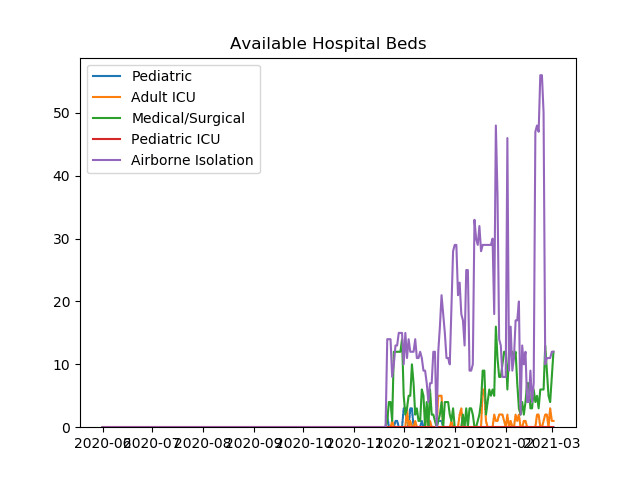 Available Hospital Beds
Pediatric
Adult ICU
Medical/Surgical
Pediatric ICU
Airborne Isolation
50
40
30
20
10
0
2020-06 2020-07 2020-08 2020-09 2020-10 2020-11 2020-12 2021-01 2021-02 2021-03